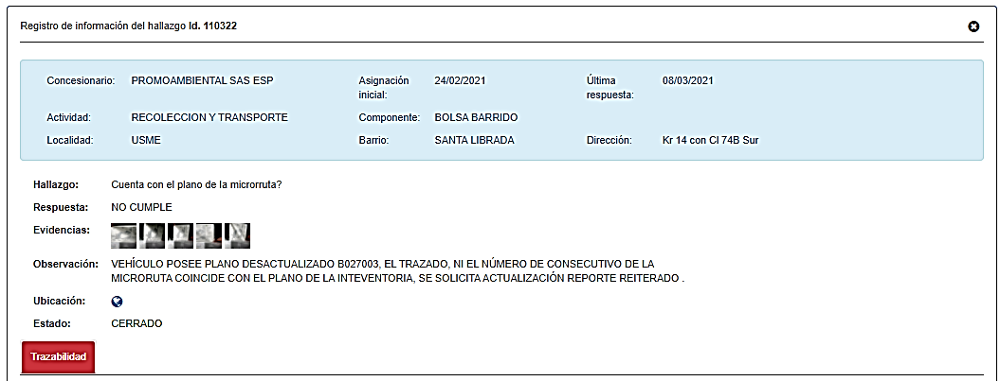 Registro de información del hallazgo Id. 110322
Concesionario: PROMOAMBIENTAL SAS ESP Asignación inicial: 24/02/2021 Última respuesta: 08/03/2021
Actividad: RECOLECCION Y TRANSPORTE Componente: BOLSA BARRIDO
Localidad: USME Barrio: SANTA LIBRADA Dirección: Kr 14 con Cl 74B Sur
Hallazgo: Cuenta con el plano de la microrruta?
Respuesta: NO CUMPLE
Evidencias:
Observación: VEHÍCULO POSEE PLANO DESACTUALIZADO B027003, EL TRAZADO, NI EL NÚMERO DE CONSECUTIVO DE LA
MICRORUTA COINCIDE CON EL PLANO DE LA INTEVENTORIA, SE SOLICITA ACTUALIZACIÓN REPORTE REITERADO .
Ubicación:
Estado: CERRADO
Trazabilidad